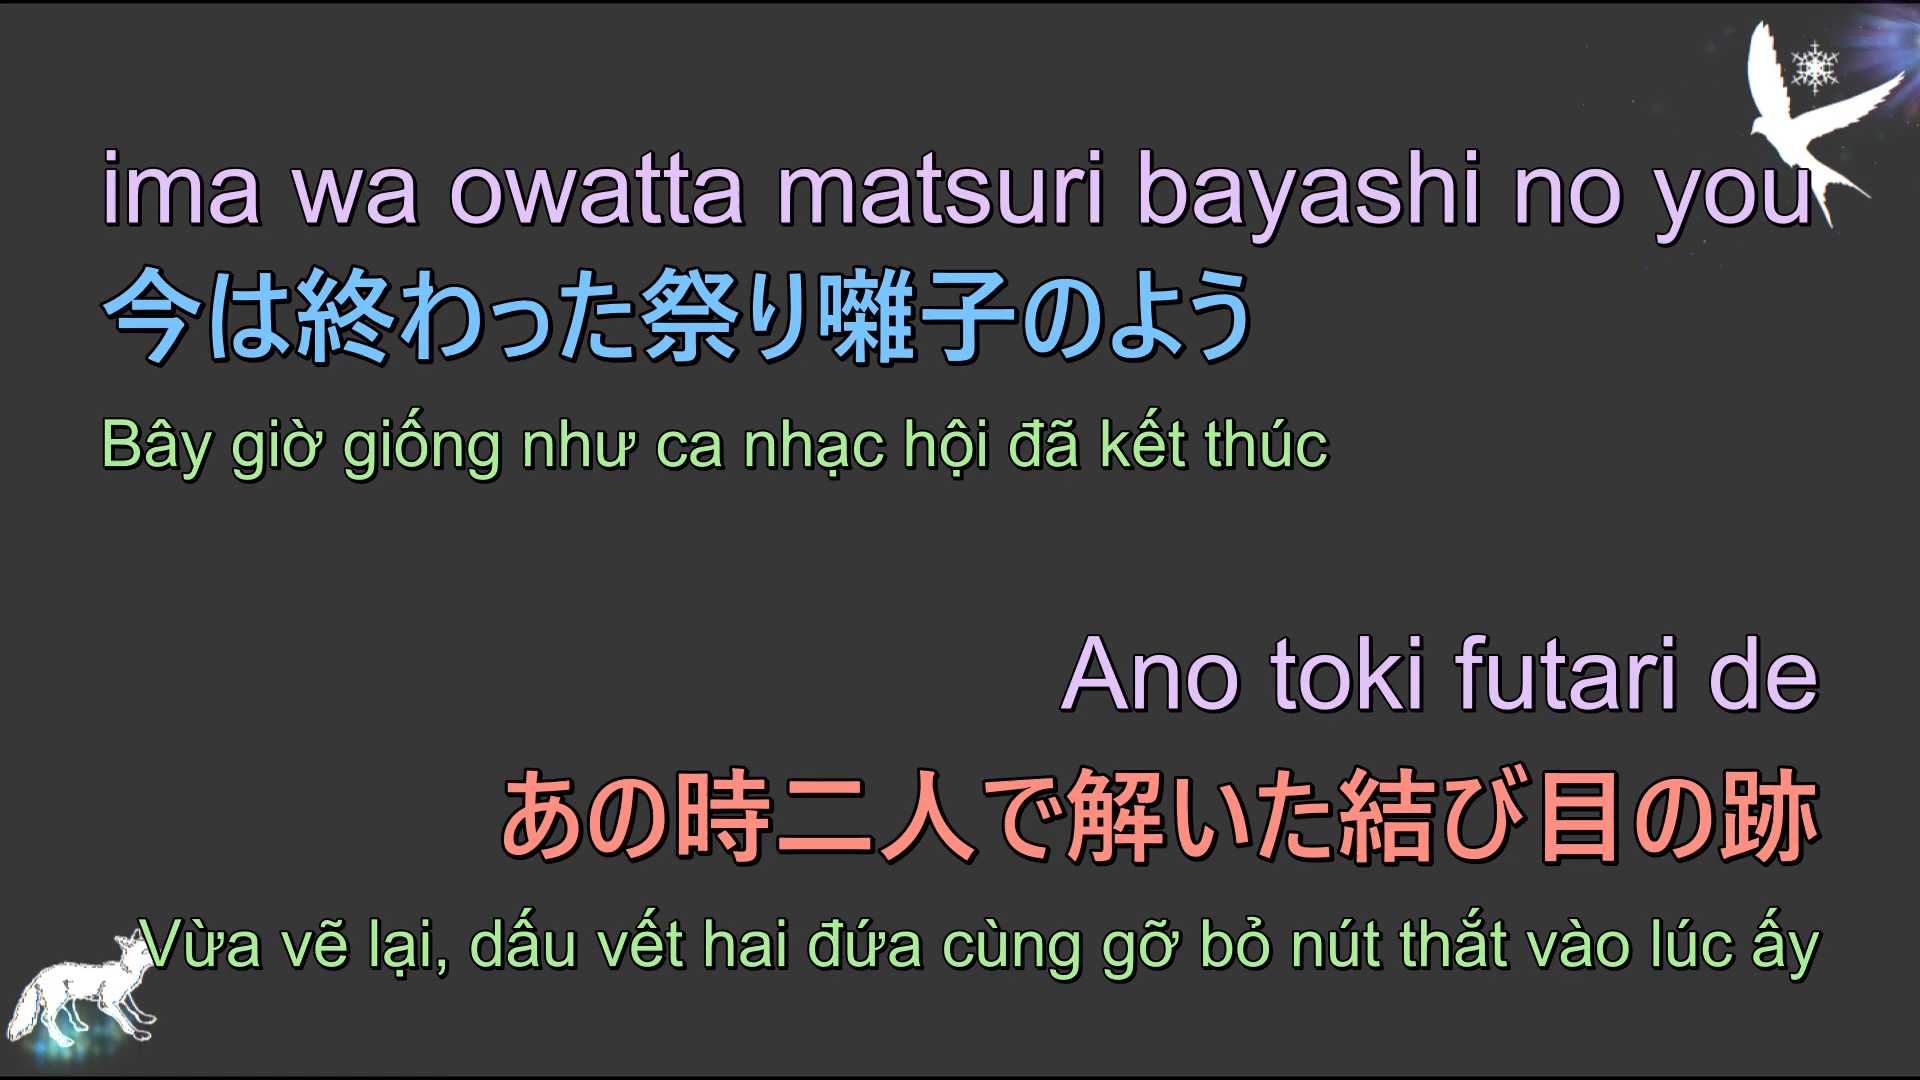 ima wa owatta matsuri bayashi no you
今は終わった祭り囃子のよう
Bây giờ giống như ca nhạc hội đã kết thúc
Ano toki futari de
あの時二人で解いた結び目の跡
Vừa vẽ lại, dấu vết hai đứa cùng gỡ bỏ nút thắt vào lúc ấy